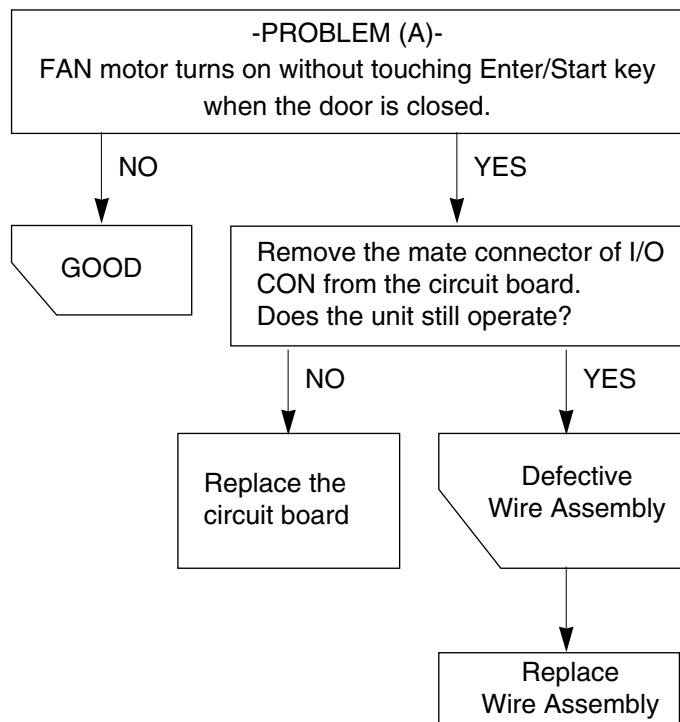 -PROBLEM (A)-
FAN motor turns on without touching Enter/Start key
when the door is closed.
NO
YES
GOOD
Remove the mate connector of I/O
CON from the circuit board.
Does the unit still operate?
NO
YES
Replace the
circuit board
Defective
Wire Assembly
Replace
Wire Assembly